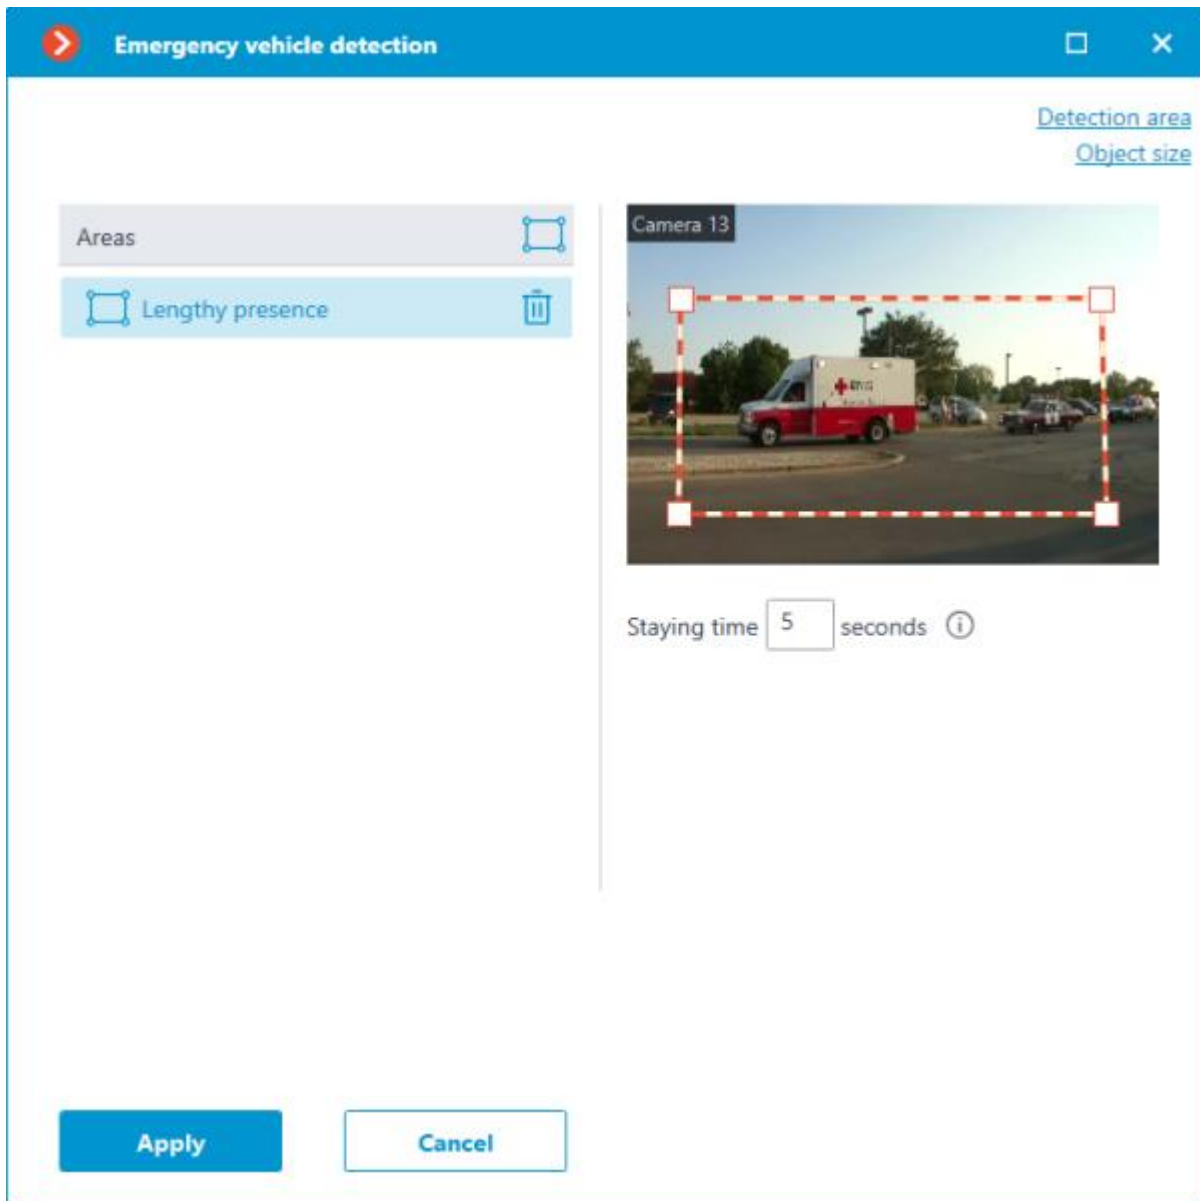 Emergency vehicle detection
Detection area
Object size
Areas
Lengthy presence
Camera 13
Staying time 5 seconds
Apply
Cancel